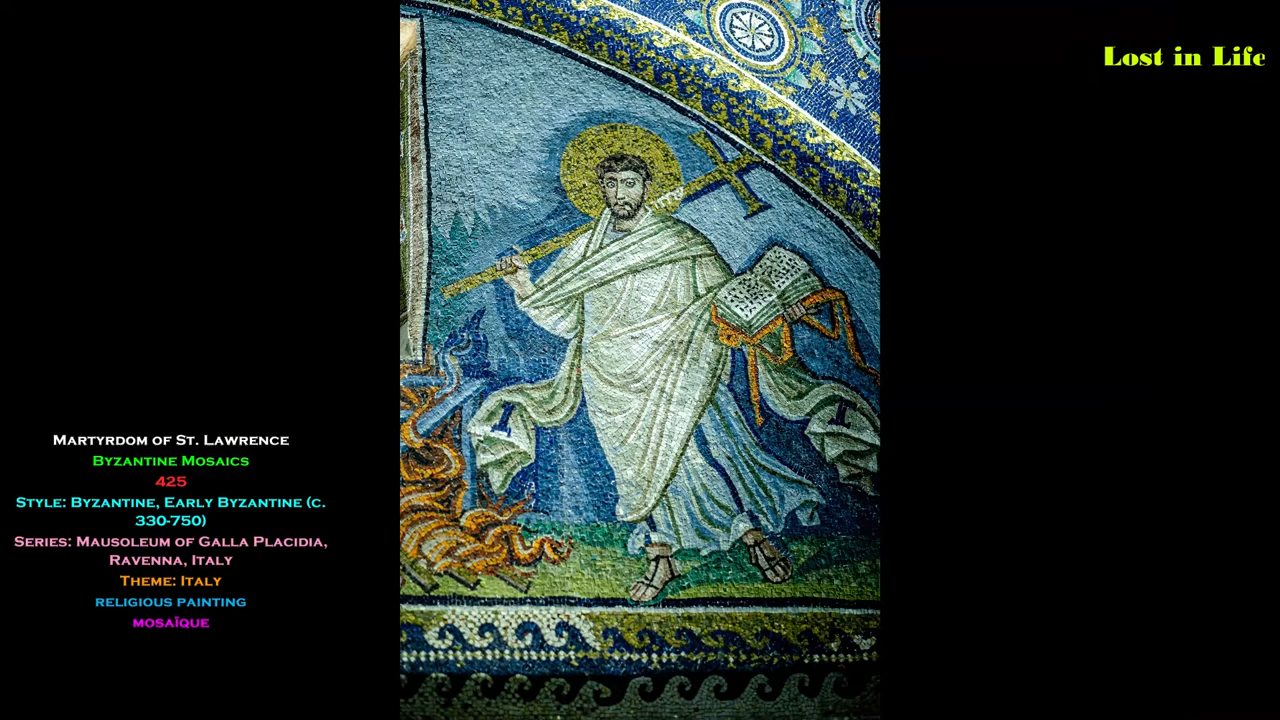 Lost in Life
Martyrdom of St. Lawrence
Byzantine Mosaics
425
Style: Byzantine, Early Byzantine (c.
330-750)
Series: Mausoleum of Galla Placidia,
Ravenna, Italy
Theme: Italy
religious painting
mosaïque